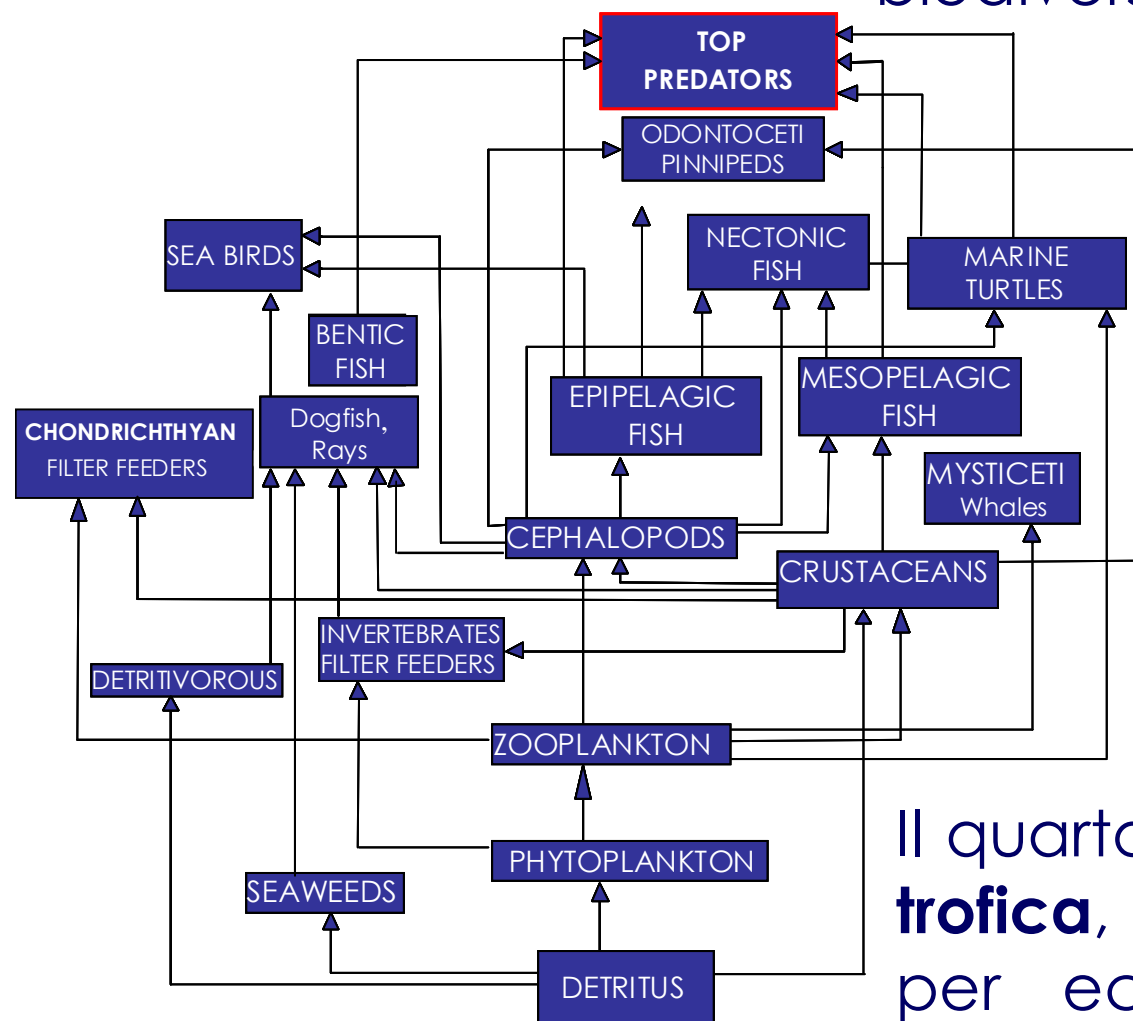 TOP
PREDATORS
ODONTOCETI
PINNIPEDS
SEA BIRDS
NECTONIC
FISH
MARINE
TURTLES
BENTIC
FISH
EPIPELAGIC
FISH
MESOPELAGIC
FISH
CHONDRICHTHYAN
FILTER FEEDERS
Dogfish,
Rays
MYSTICETI
Whales
CEPHALOPODS
CRUSTACEANS
INVERTEBRATES
FILTER FEEDERS
DETRITIVOROUS
ZOOPLANKTON
PHYTOPLANKTON
SEAWEEDS
DETRITUS
Il
trofica,
per